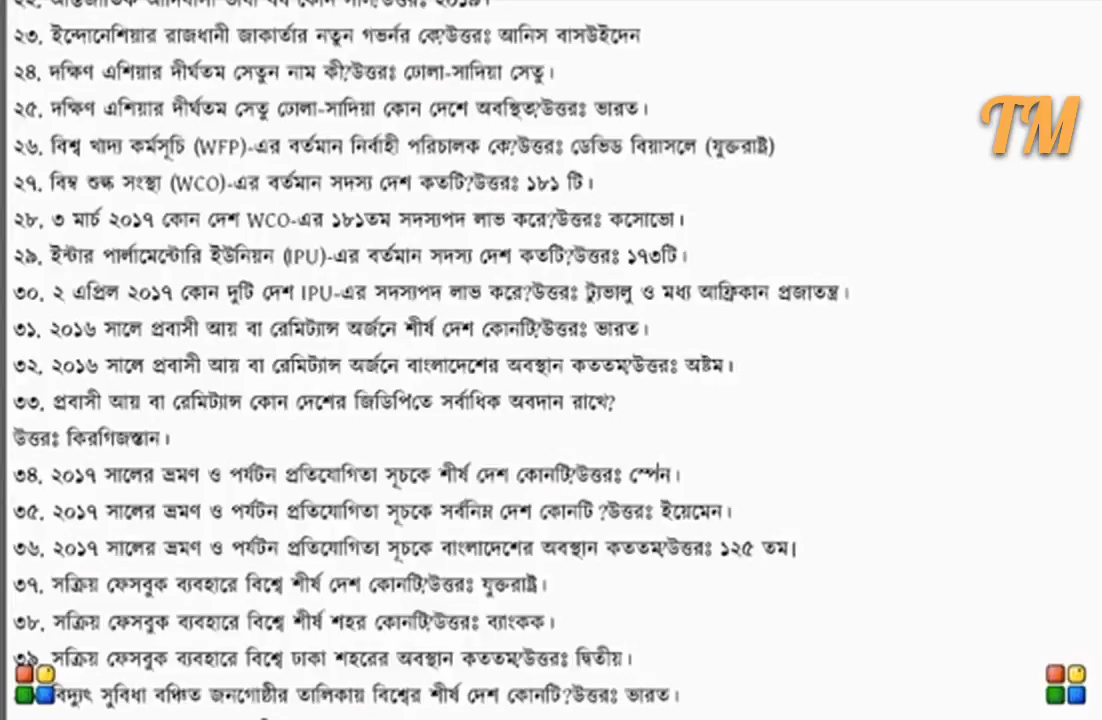 ২৩. ইন্দোনেশিয়ার রাজধানী জাকার্তার নতুন গভর্নর কে?উত্তরঃ আনিস বাসউইদেন
২৪. দক্ষিণ এশিয়ার দীর্ঘতম সেতুন নাম কী?উত্তরঃ ঢোলা-সাদিয়া সেতু।
২৫. দক্ষিণ এশিয়ার দীর্ঘতম সেতু ঢোলা-সাদিয়া কোন দেশে অবস্থিত?উত্তরঃ ভারত।
TM
২৬. বিশ্ব খাদ্য কর্মসূচি (WFP)-এর বর্তমান নির্বাহী পরিচালক কে?উত্তরঃ ডেভিড বিয়াসলে (যুক্তরাষ্ট্র)
২৭. বিম্ব শুল্ক সংস্থা (WCO)-এর বর্তমান সদস্য দেশ কতটি?উত্তরঃ ১৮১ টি।
২৮. ৩ মার্চ ২০১৭ কোন দেশ WCO-এর ১৮১তম সদস্যপদ লাভ করে?উত্তরঃ কসোভো।
২৯. ইন্টার পার্লামেন্টোরি ইউনিয়ন (IPU)-এর বর্তমান সদস্য দেশ কতটি?উত্তরঃ ১৭৩টি।
৩০. ২ এপ্রিল ২০১৭ কোন দুটি দেশ IPU-এর সদস্যপদ লাভ করে?উত্তরঃ ট্যুভালু ও মধ্য আফ্রিকান প্রজাতন্ত্র।
৩১. ২০১৬ সালে প্রবাসী আয় বা রেমিট্যান্স অর্জনে শীর্ষ দেশ কোনটি?উত্তরঃ ভারত।
৩২. ২০১৬ সালে প্রবাসী আয় বা রেমিট্যান্স অর্জনে বাংলাদেশের অবস্থান কততম?উত্তরঃ অষ্টম।
৩৩. প্রবাসী আয় বা রেমিট্যান্স কোন দেশের জিডিপিতে সর্বাধিক অবদান রাখে?
উত্তরঃ কিরগিজস্তান।
৩৪. ২০১৭ সালের ভ্রমণ ও পর্যটন প্রতিযোগিতা সূচকে শীর্ষ দেশ কোনটি?উত্তরঃ স্পেন।
৩৫. ২০১৭ সালের ভ্রমণ ও পর্যটন প্রতিযোগিতা সূচকে সর্বনিম্ন দেশ কোনটি ?উত্তরঃ ইয়েমেন।
৩৬. ২০১৭ সালের ভ্রমণ ও পর্যটন প্রতিযোগিতা সূচকে বাংলাদেশের অবস্থান কততম?উত্তরঃ ১২৫ তম|
৩৭. সক্রিয় ফেসবুক ব্যবহারে বিশ্বে শীর্ষ দেশ কোনটি?উত্তরঃ যুক্তরাষ্ট্র।
৩৮. সক্রিয় ফেসবুক ব্যবহারে বিশ্বে শীর্ষ শহর কোনটি?উত্তরঃ ব্যাংকক।
৩৯. সক্রিয় ফেসবুক ব্যবহারে বিশ্বে ঢাকা শহরের অবস্থান কততম?উত্তরঃ দ্বিতীয়।
বিদ্যুৎ সুবিধা বঞ্চিত জনগোষ্ঠীর তালিকায় বিশ্বের শীর্ষ দেশ কোনটি?উত্তরঃ ভারত।